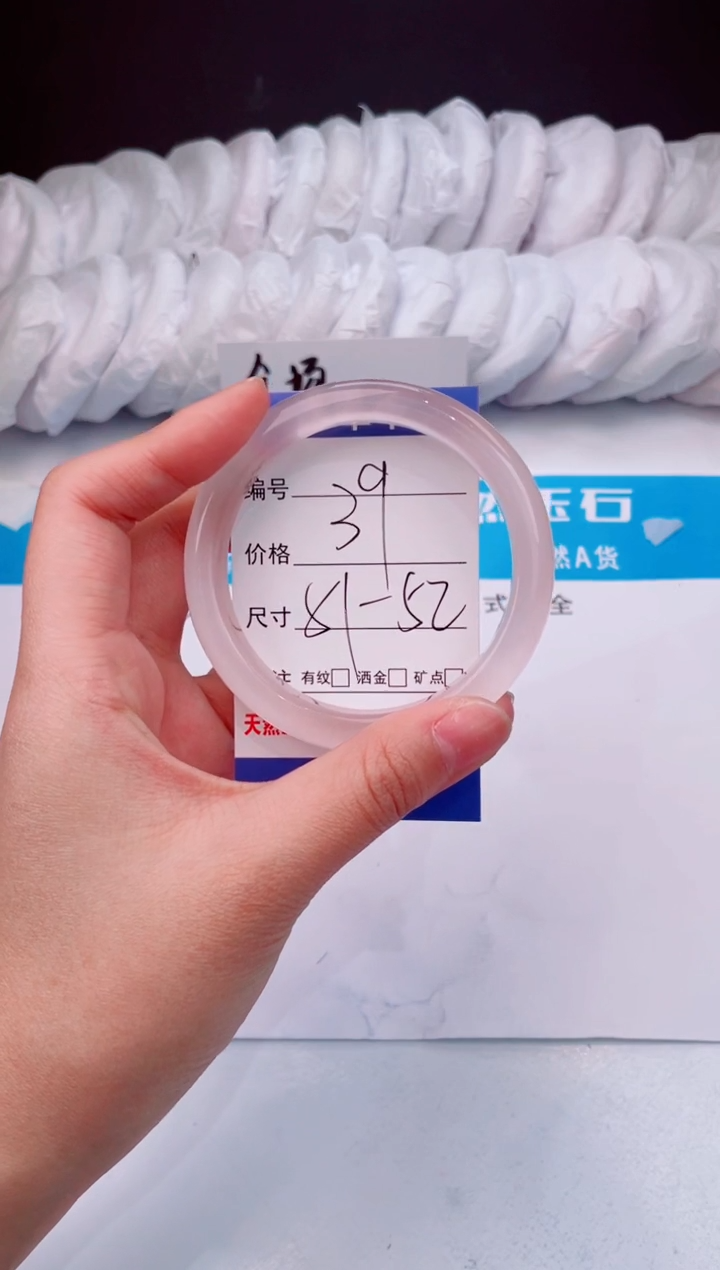 编号
39
价格
尺寸 51-52
有纹□ 洒金□ 矿点□
天然
然玉石
然A货
式 全